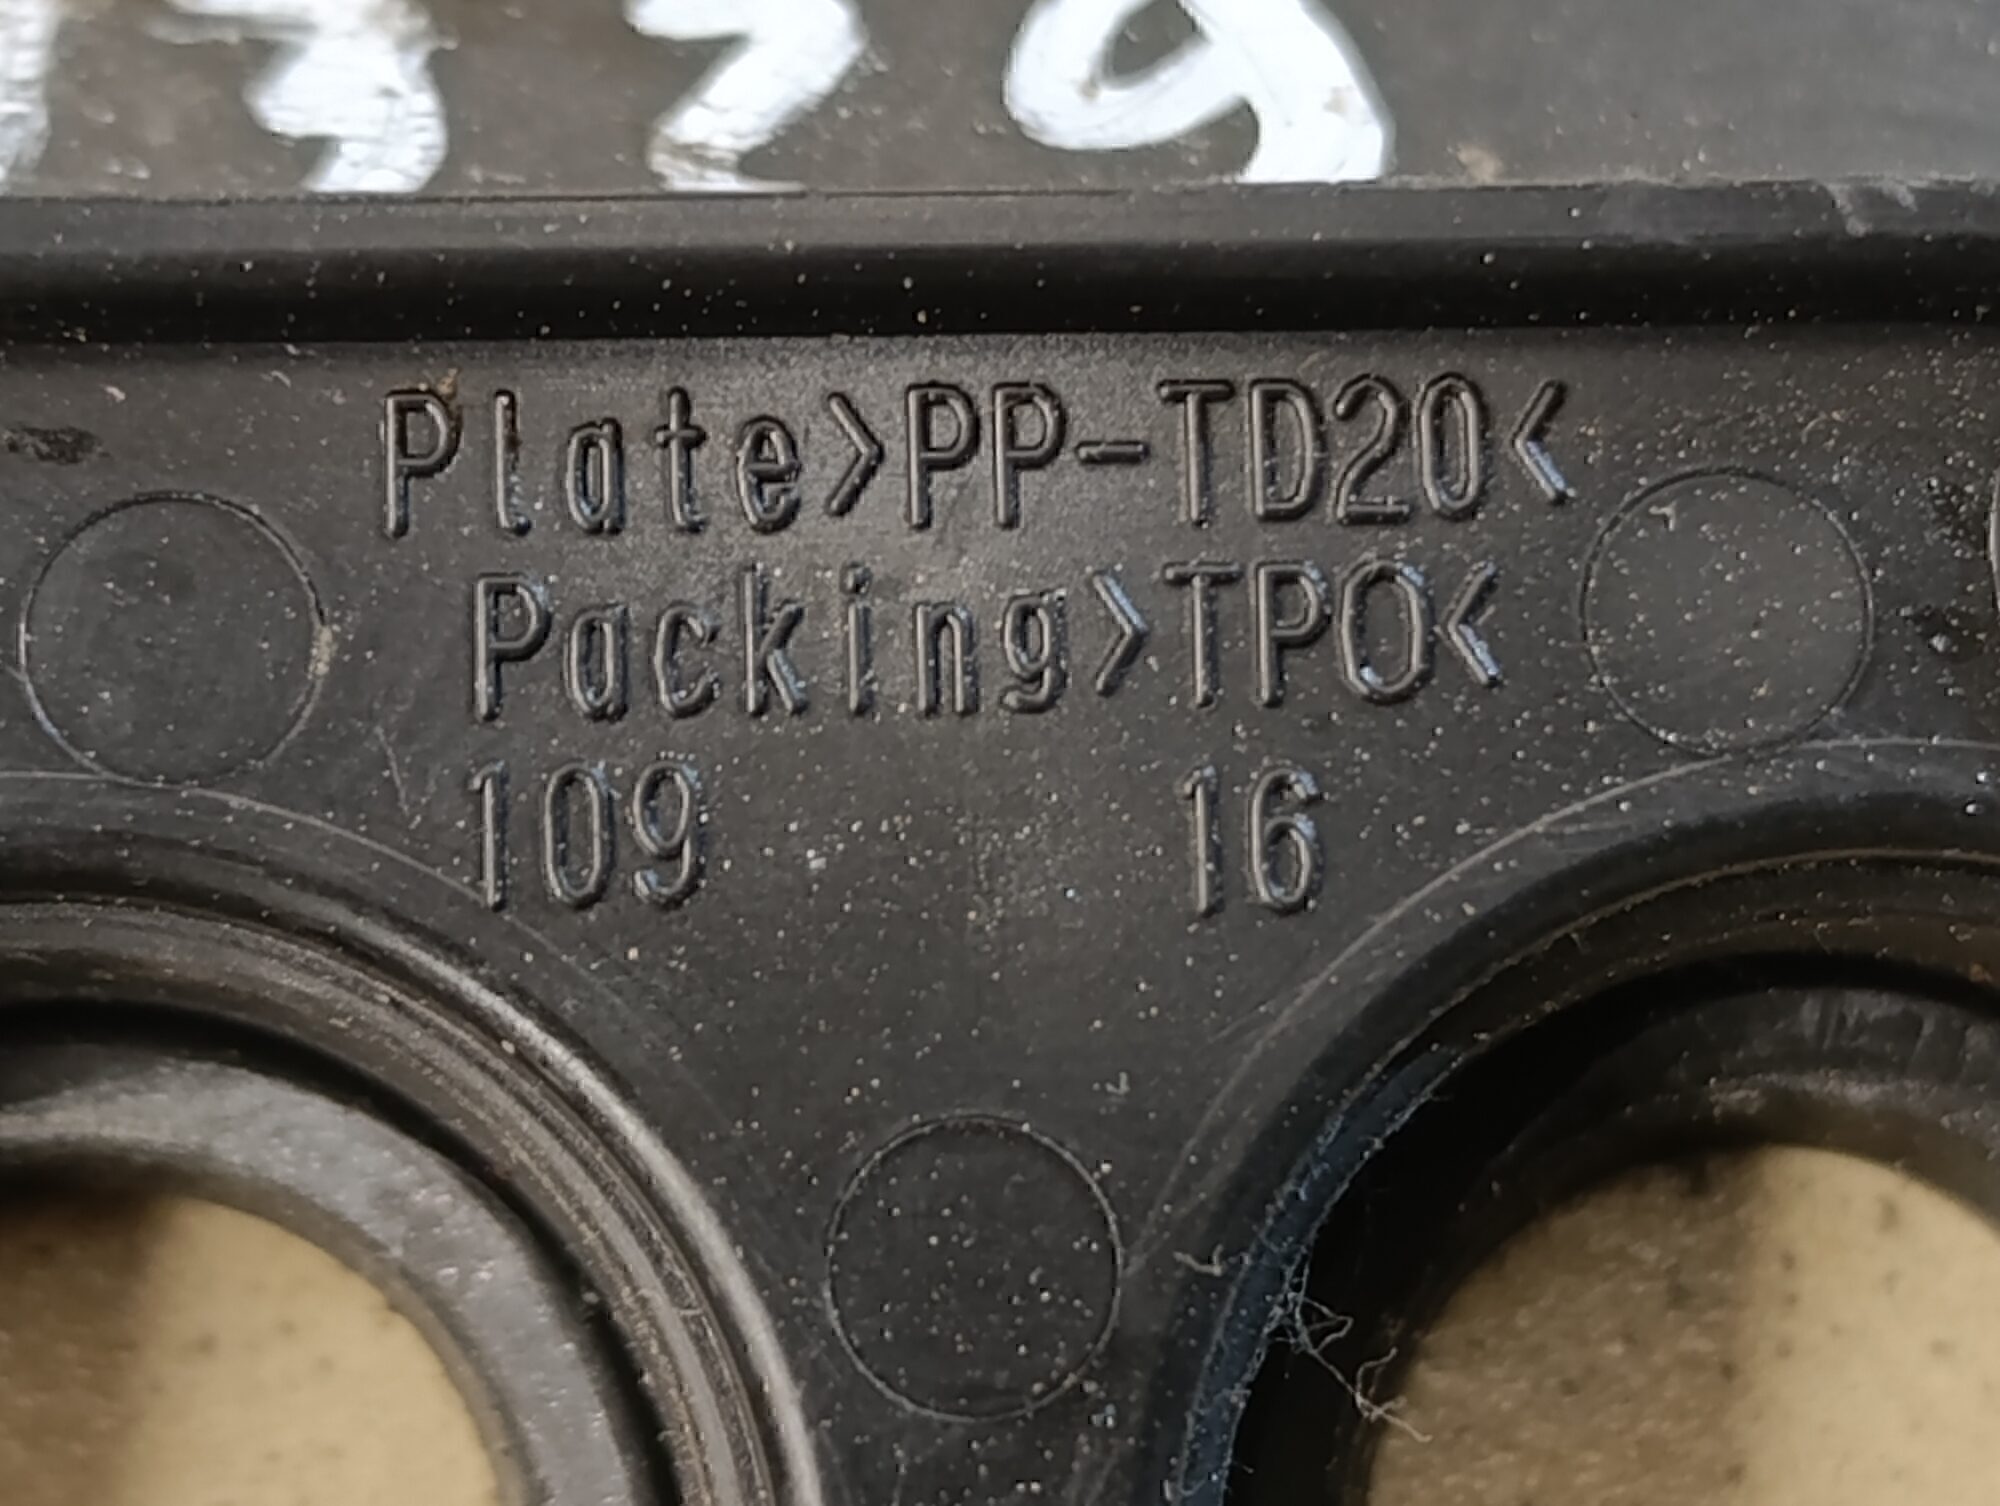 Plate>PP-TD20<
Packing>TPO<
109 16